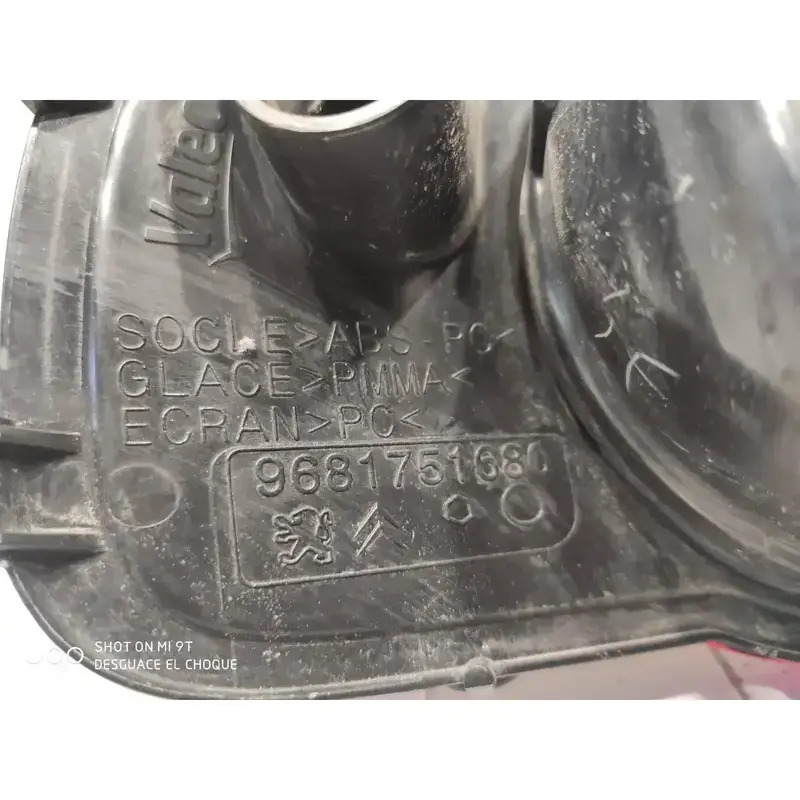 Valeo
SOCLE>ABS-PC<
GLACE>PMMA<
ECRAN>PC<
9681751680
SHOT ON MI 9T
DESGUACE EL CHOQUE